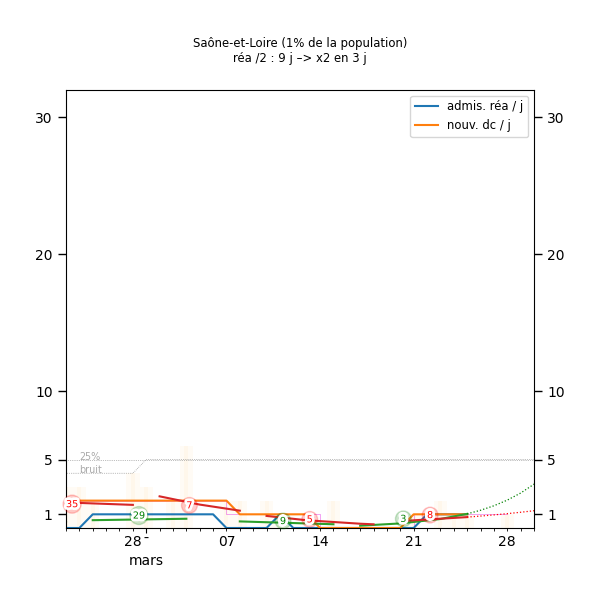 Saône-et-Loire (1% de la population)
réa /2 : 9 j –> x2 en 3 j
admis. réa / j
nouv. dc / j
30 30
20 20
10 10
5 5
1 1
25%
bruit
35 29 7 9 5 3 8
28 07 14 21 28
mars